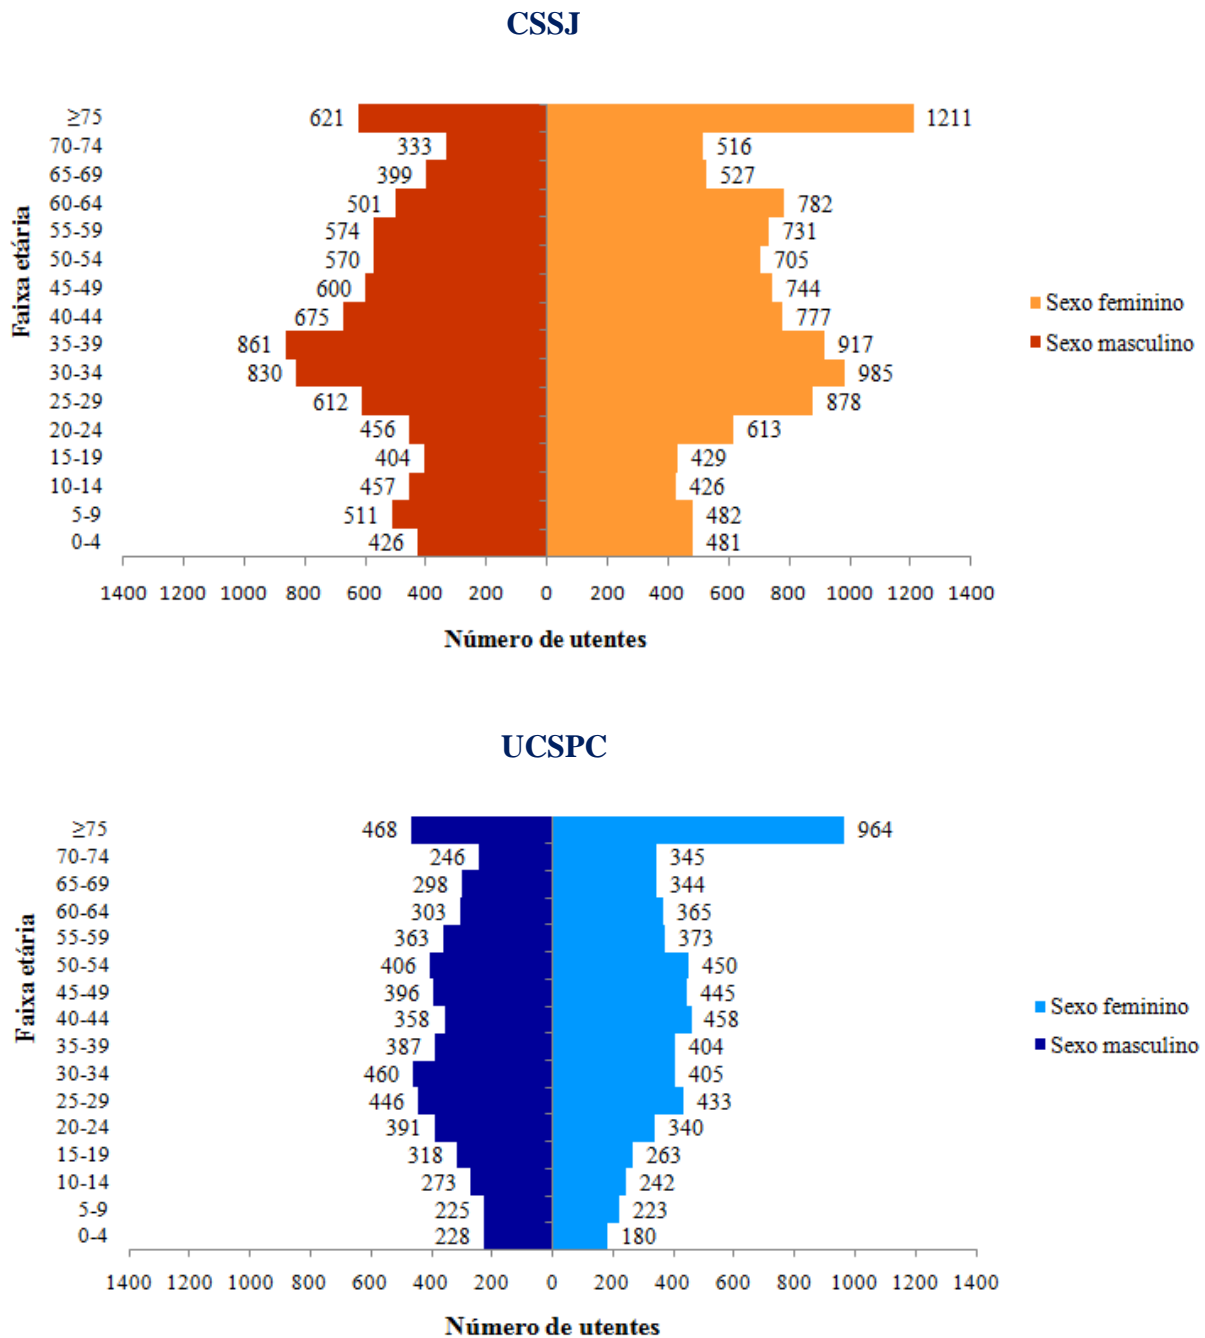 CSSJ
Faixa etária
≥75 621 1211
70-74 333 516
65-69 399 527
60-64 501 782
55-59 574 731
50-54 570 705
45-49 600 744
40-44 675 777
35-39 861 917
30-34 830 985
25-29 612 878
20-24 456 613
15-19 404 429
10-14 457 426
5-9 511 482
0-4 426 481
1400 1200 1000 800 600 400 200 0 200 400 600 800 1000 1200 1400
Número de utentes
Sexo feminino
Sexo masculino
UCSPC
Faixa etária
≥75 468 964
70-74 246 345
65-69 298 344
60-64 303 365
55-59 363 373
50-54 406 450
45-49 396 445
40-44 358 458
35-39 387 404
30-34 460 405
25-29 446 433
20-24 391 340
15-19 318 263
10-14 273 242
5-9 225 223
0-4 228 180
1400 1200 1000 800 600 400 200 0 200 400 600 800 1000 1200 1400
Número de utentes
Sexo feminino
Sexo masculino